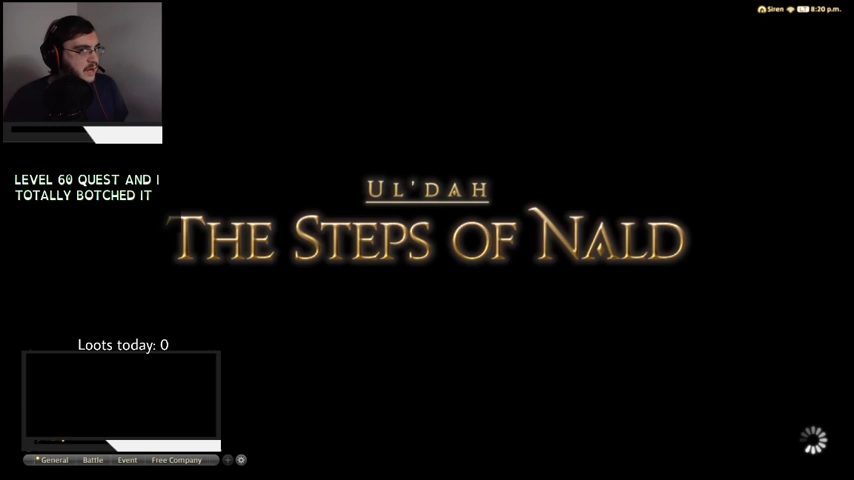 Siren LT 8:20 p.m.
LEVEL 60 QUEST AND I
TOTALLY BOTCHED IT
UL'DAH
THE STEPS OF NALD
Loots today: 0
General Battle Event Free Company